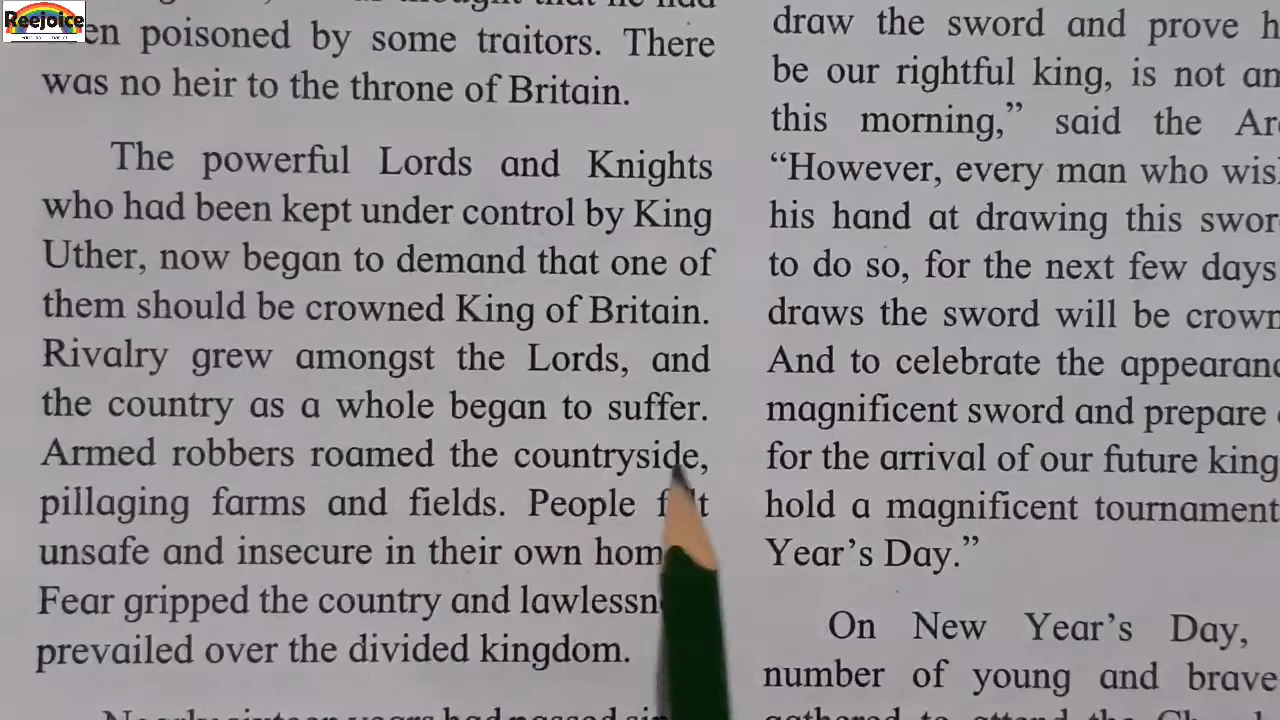 Reejoice
poisoned by some traitors. There
was no heir to the throne of Britain.
The powerful Lords and Knights
who had been kept under control by King
Uther, now began to demand that one of
them should be crowned King of Britain.
Rivalry grew amongst the Lords, and
the country as a whole began to suffer.
Armed robbers roamed the countryside,
pillaging farms and fields. People
unsafe and insecure in their own
Fear gripped the country and
prevailed over the divided kingdom.
draw the sword and prove
be our rightful king, is not
this morning,” said the
“However, every man who
his hand at drawing this
to do so, for the next few days
draws the sword will be
And to celebrate the
magnificent sword and prepare
for the arrival of our future king
hold a magnificent tournament
Year’s Day.”
On New Year’s Day,
number of young and brave